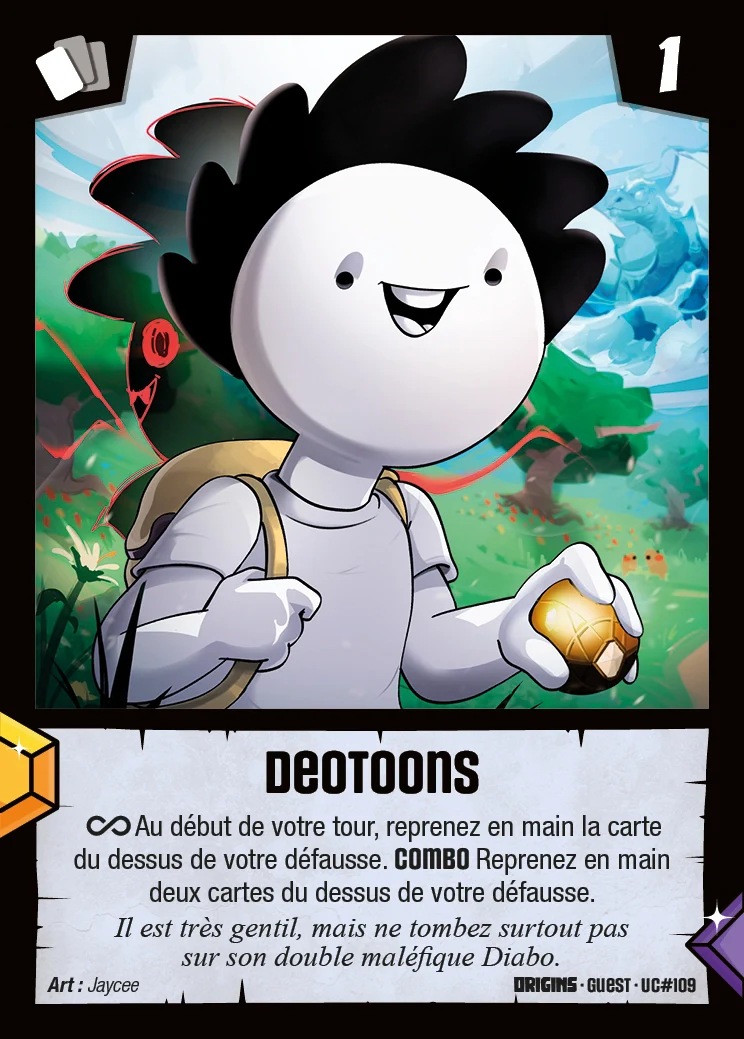 1
DEOTOONS
∞ Au début de votre tour, reprenez en main la carte
du dessus de votre défausse. COMBO Reprenez en main
deux cartes du dessus de votre défausse.
Il est très gentil, mais ne tombez surtout pas
sur son double maléfique Diabo.
Art : Jaycee
ORIGINS · GUEST · UC#109